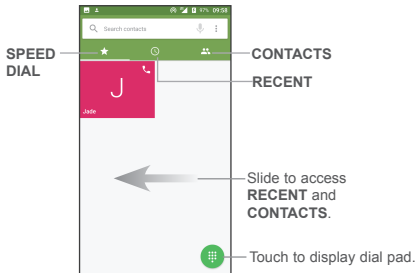 97% 09:58
Search contacts
SPEED
DIAL
CONTACTS
RECENT
J
Jade
Slide to access
RECENT and
CONTACTS.
Touch to display dial pad.